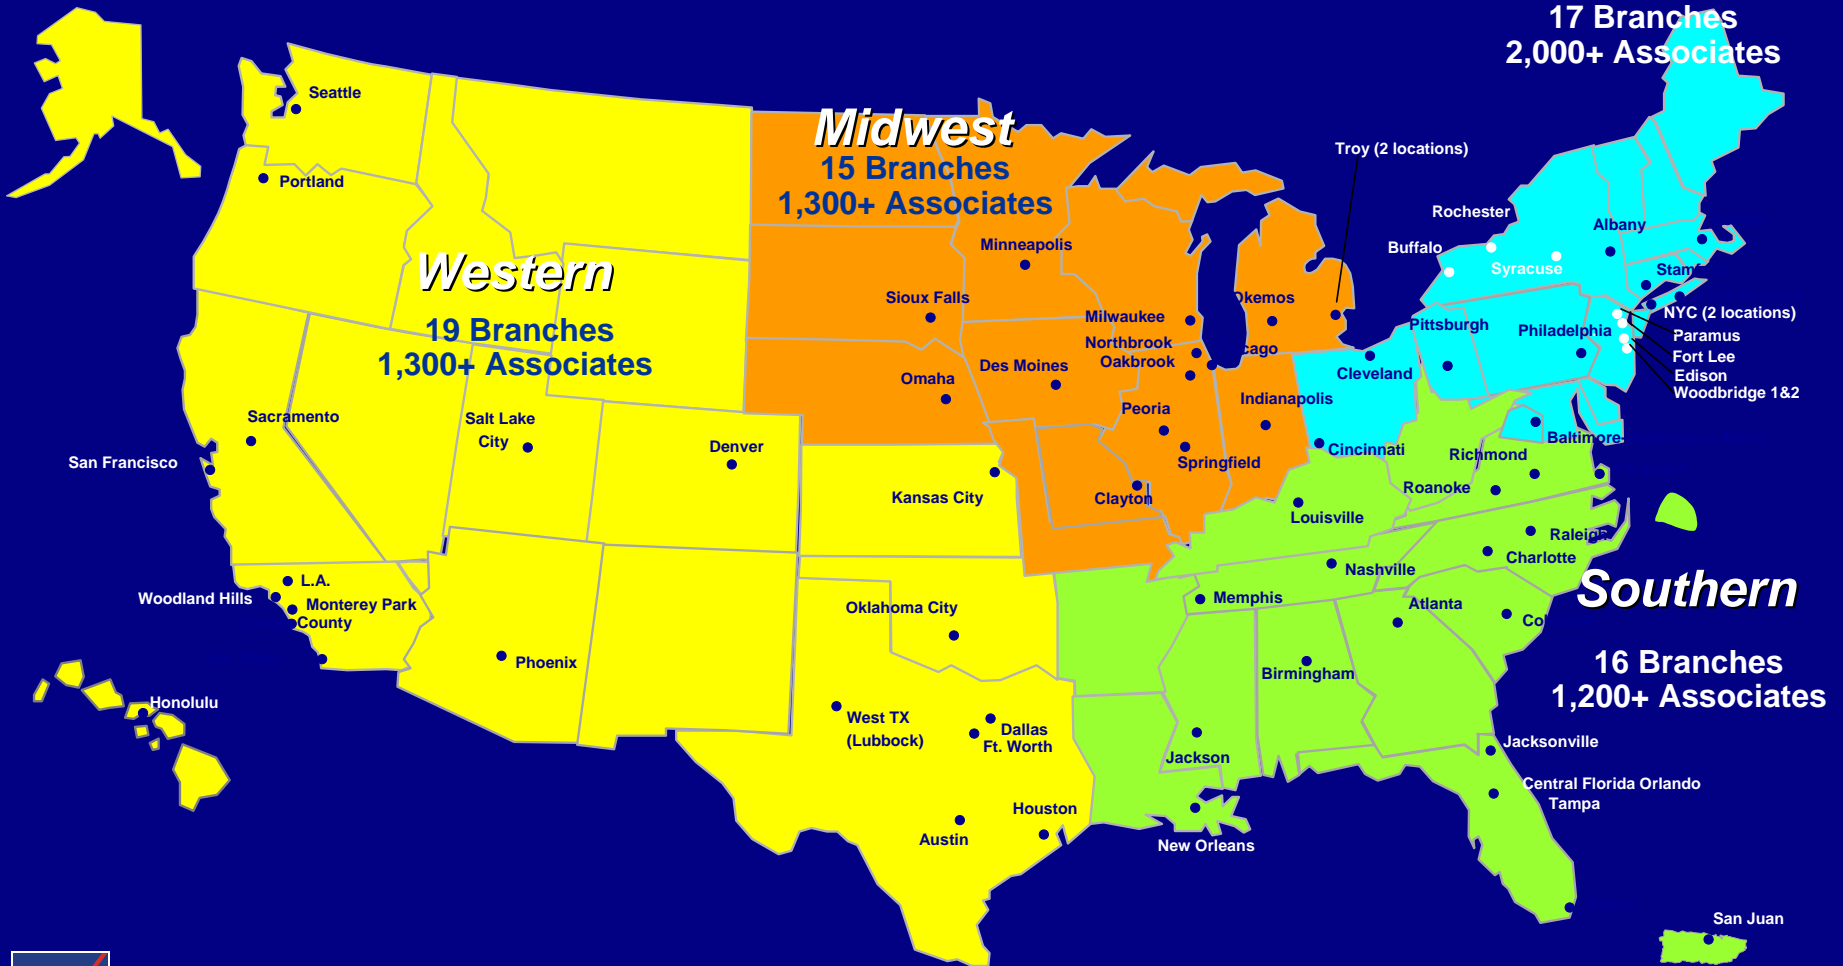 17 Branches
2,000+ Associates
Seattle
Portland
Midwest
15 Branches
1,300+ Associates
Troy (2 locations)
Rochester
Albany
Buffalo
Syracuse
Minneapolis
Western
19 Branches
1,300+ Associates
Sioux Falls
Okemos
Milwaukee
Northbrook
Oakbrook
Pittsburgh
Philadelphia
NYC (2 locations)
Paramus
Fort Lee
Edison
Woodbridge 1&2
Des Moines
Omaha
Cleveland
Peoria
Indianapolis
Sacramento
Salt Lake
City
Denver
San Francisco
Baltimore
Cincinnati
Richmond
Springfield
Kansas City
Clayton
Roanoke
Louisville
Raleigh
Charlotte
Nashville
L.A.
Woodland Hills
Monterey Park
County
Southern
Oklahoma City
Memphis
Atlanta
Phoenix
Birmingham
16 Branches
1,200+ Associates
Honolulu
West TX
(Lubbock)
Dallas
Ft. Worth
Jackson
Jacksonville
Central Florida Orlando
Tampa
Houston
Austin
New Orleans
San Juan